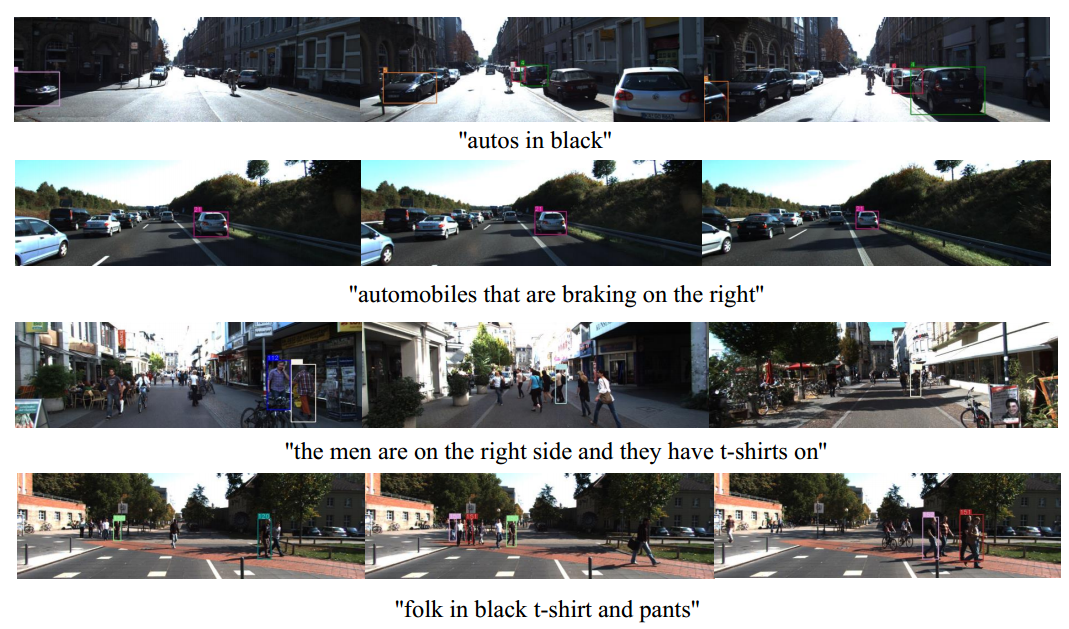 "autos in black"
"automobiles that are braking on the right"
"the men are on the right side and they have t-shirts on"
"folk in black t-shirt and pants"